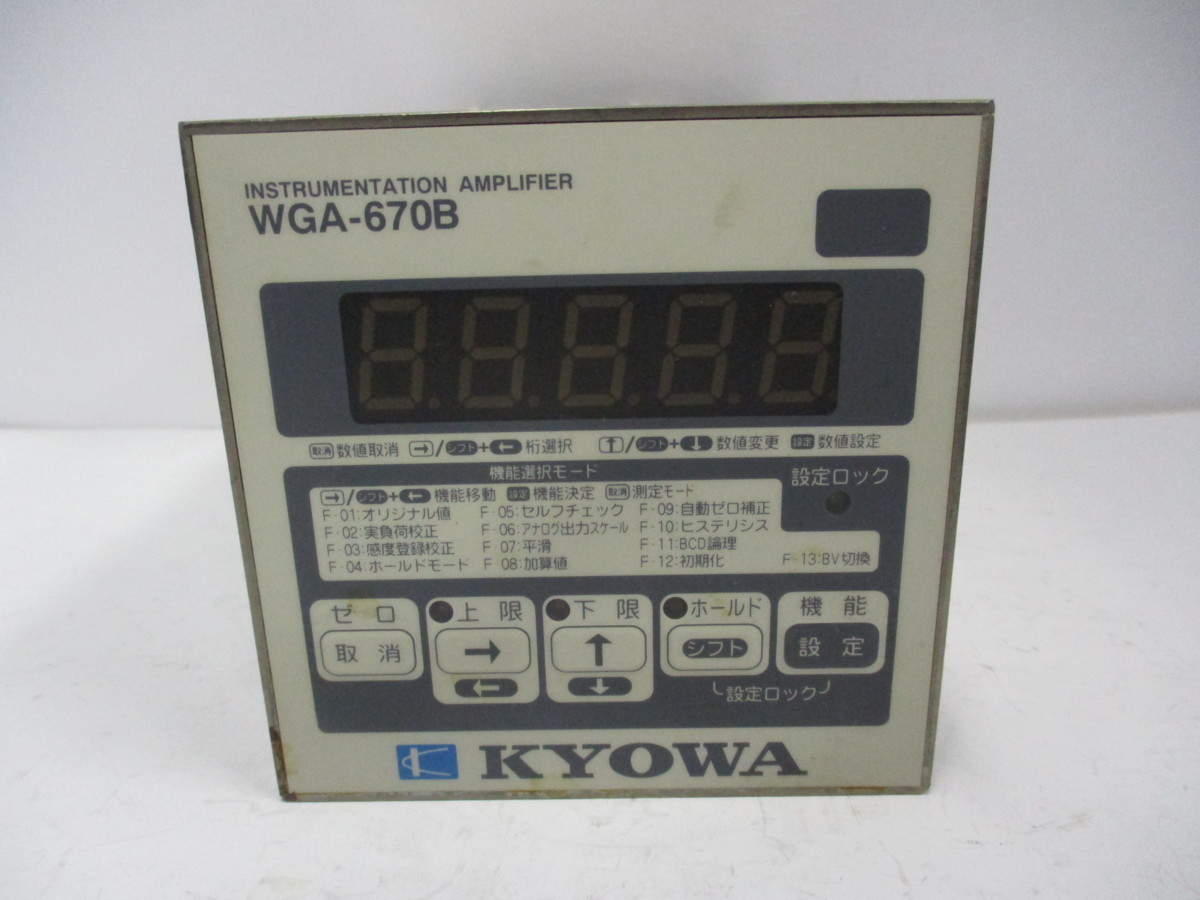 INSTRUMENTATION AMPLIFIER
WGA-670B
取消 数値取消 →/シフト+← 桁選択 ↑/シフト+↓ 数値変更 設定 数値設定
機能選択モード
設定ロック
→/シフト+← 機能移動 設定 機能決定 取消 測定モード
F-01:オリジナル値 F-05:セルフチェック F-09:自動ゼロ補正
F-02:実負荷校正 F-06:アナログ出力スケール F-10:ヒステリシス
F-03:感度登録校正 F-07:平滑 F-11:BCD論理
F-04:ホールドモード F-08:加算値 F-12:初期化 F-13:BV切換
ゼロ 上限 下限 ホールド 機能
取消 → ↑ シフト 設定
← ↓ 設定ロック
KYOWA